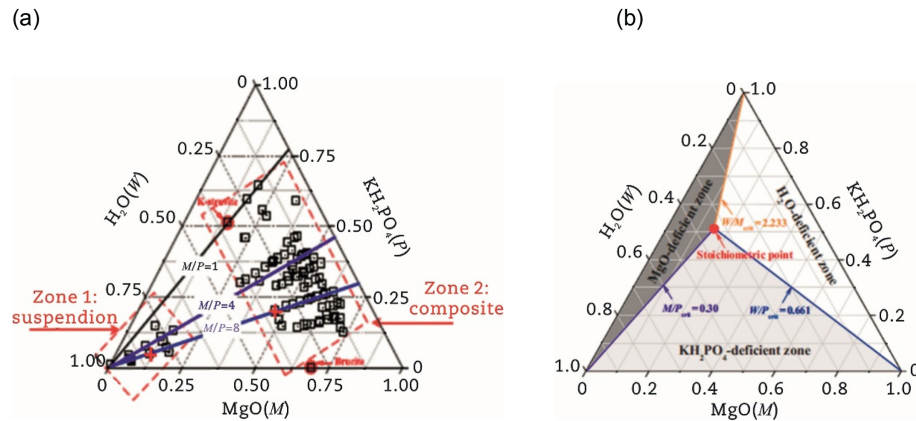 (a)
(b)
0
1.00
0.25
0.75
H₂O(W)
KH₂PO₄(P)
K-struvite
0.50
0.50
M/P=1
Zone 1:
suspendion
0.75
M/P=4
M/P=8
0.25
Zone 2:
composite
Brucite
1.00
0
0
0.25
0.50
0.75
1.00
MgO(M)
0
1.0
0.2
0.8
H₂O(W)
KH₂PO₄(P)
0.4
0.6
MgO-deficient zone
H₂O-deficient zone
W/M_crit=2.233
0.6
0.4
Stoichiometric point
0.8
M/P_crit=0.30
W/P_crit=0.661
0.2
KH₂PO₄-deficient zone
1.0
0
0
0.2
0.4
0.6
0.8
1.0
MgO(M)